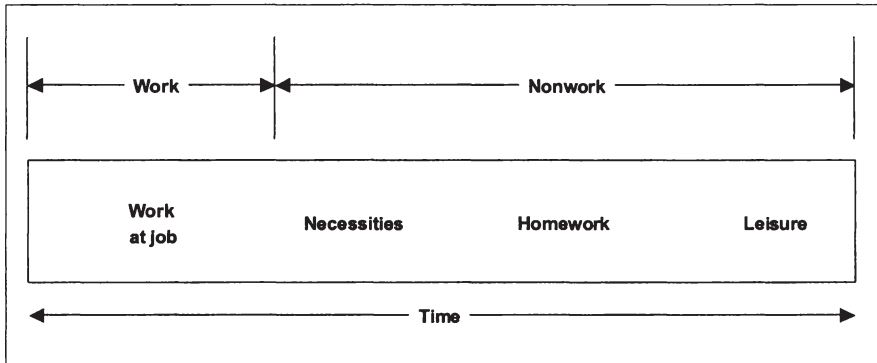 Work Nonwork
Work
at job
Necessities Homework Leisure
Time